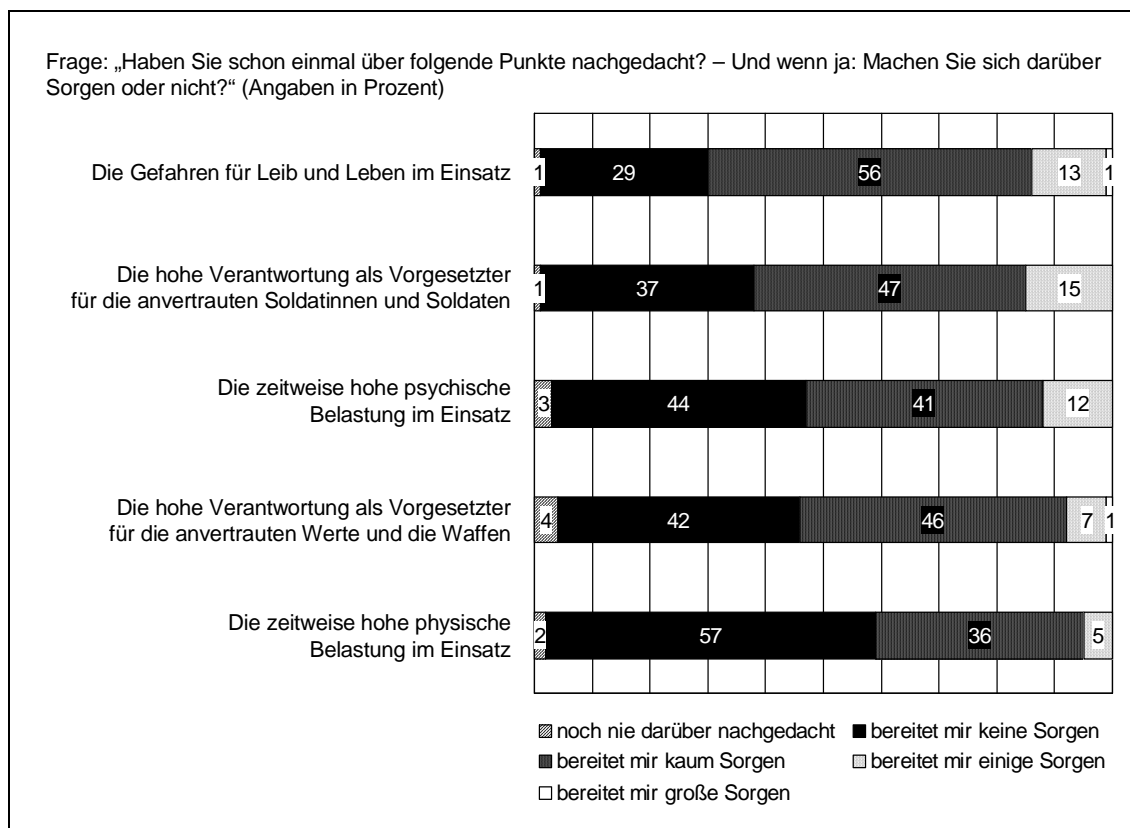 Frage: „Haben Sie schon einmal über folgende Punkte nachgedacht? – Und wenn ja: Machen Sie sich darüber
Sorgen oder nicht?“ (Angaben in Prozent)
Die Gefahren für Leib und Leben im Einsatz
1 29 56 13 1
Die hohe Verantwortung als Vorgesetzter
für die anvertrauten Soldatinnen und Soldaten
1 37 47 15
Die zeitweise hohe psychische
Belastung im Einsatz
3 44 41 12
Die hohe Verantwortung als Vorgesetzter
für die anvertrauten Werte und die Waffen
4 42 46 7 1
Die zeitweise hohe physische
Belastung im Einsatz
2 57 36 5
noch nie darüber nachgedacht bereitet mir keine Sorgen
bereitet mir kaum Sorgen bereitet mir einige Sorgen
bereitet mir große Sorgen